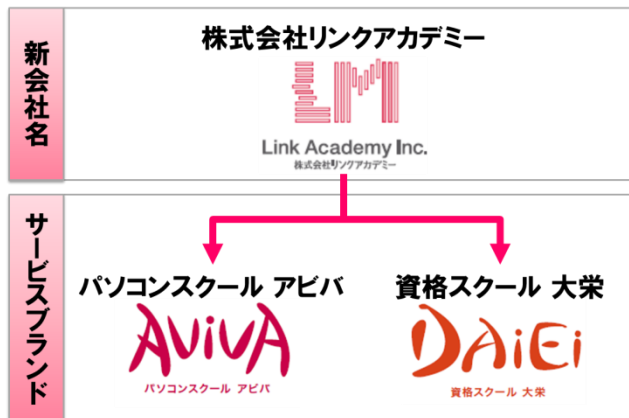 新会社名
株式会社リンクアカデミー
LM
Link Academy Inc.
株式会社リンクアカデミー
サービスブランド
パソコンスクール アビバ
AViVA
パソコンスクール アビバ
資格スクール 大栄
DAiEi
資格スクール 大栄